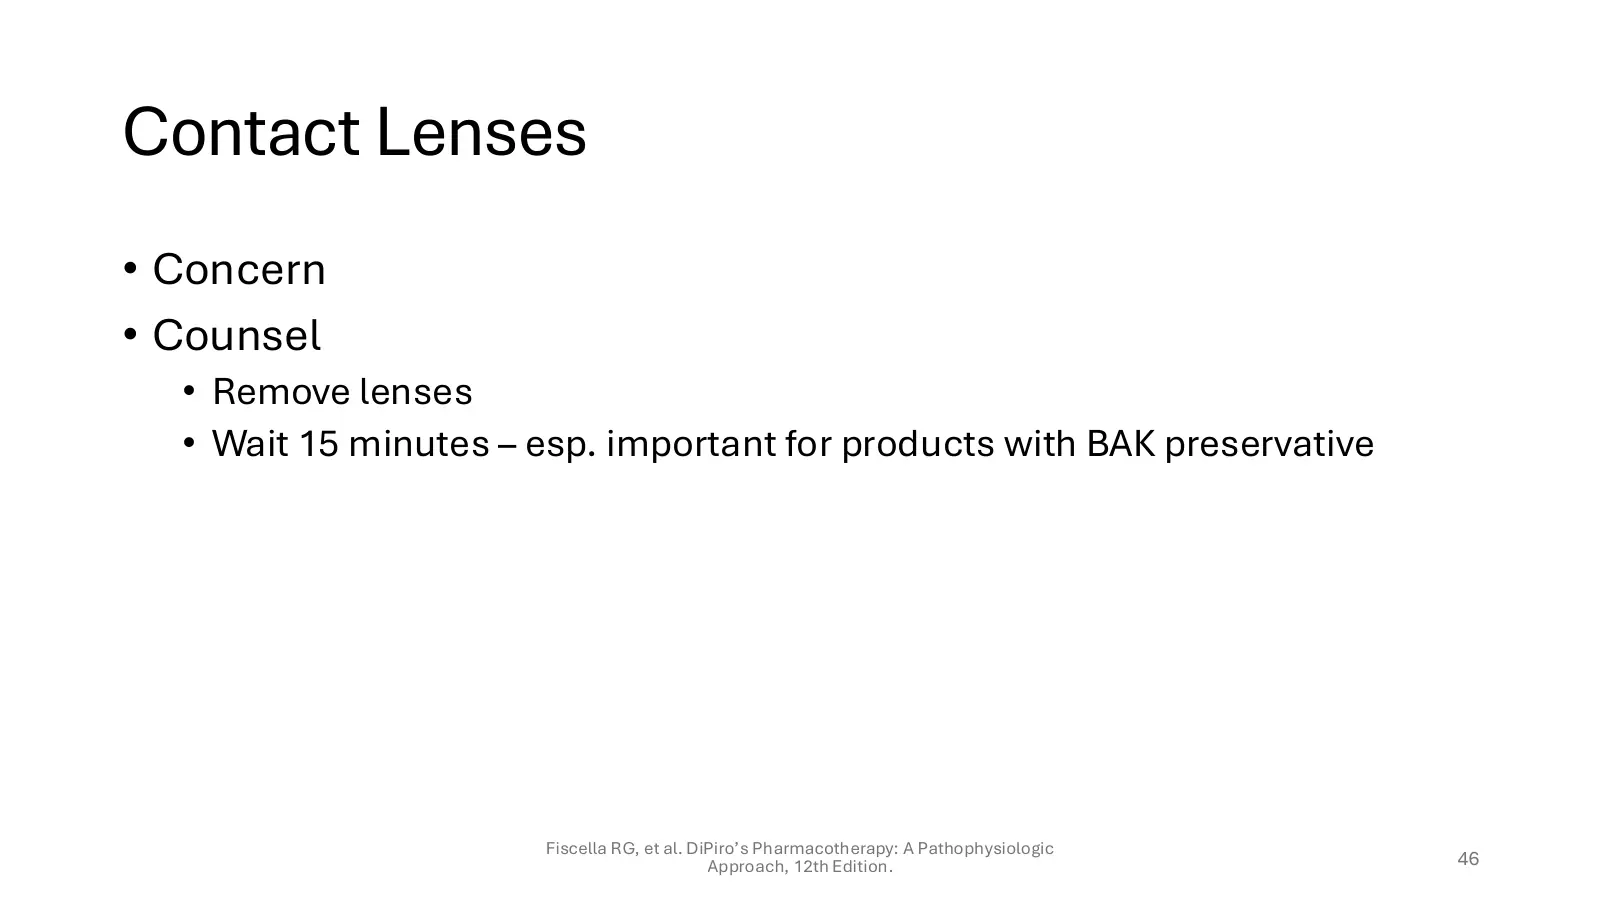 Contact Lenses
• Concern
• Counsel
• Remove lenses
• Wait 15 minutes – esp. important for products with BAK preservative
Fiscella RG, et al. DiPiro’s Pharmacotherapy: A Pathophysiologic
Approach, 12th Edition.
46